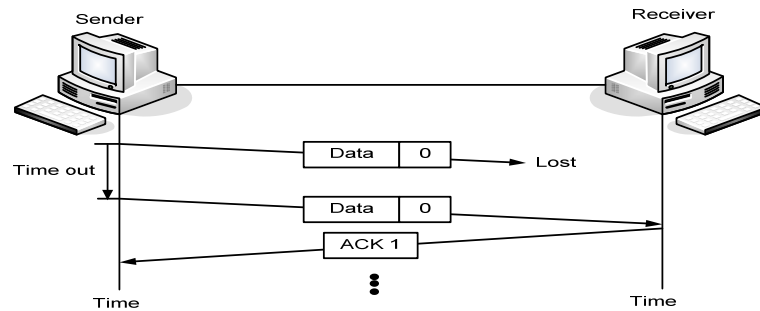 Sender
Receiver
Data 0
Lost
Time out
Data 0
ACK 1
Time
Time